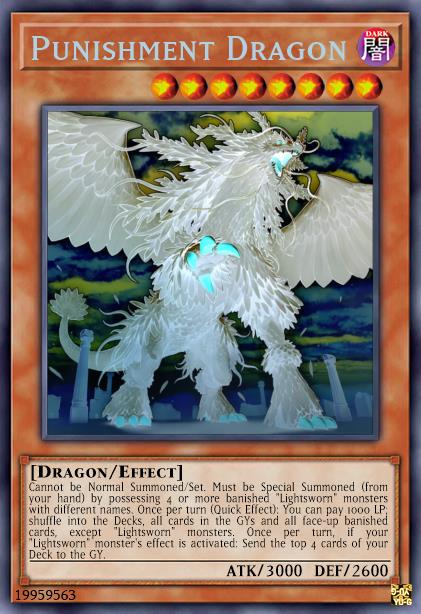 PUNISHMENT DRAGON
DARK
闇
[DRAGON/EFFECT]
Cannot be Normal Summoned/Set. Must be Special Summoned (from
your hand) by possessing 4 or more banished "Lightsworn" monsters
with different names. Once per turn (Quick Effect): You can pay 1000 LP;
shuffle into the Decks, all cards in the GYs and all face-up banished
cards, except "Lightsworn" monsters. Once per turn, if your
"Lightsworn" monster's effect is activated: Send the top 4 cards of your
Deck to the GY.
ATK/3000 DEF/2600
19959563